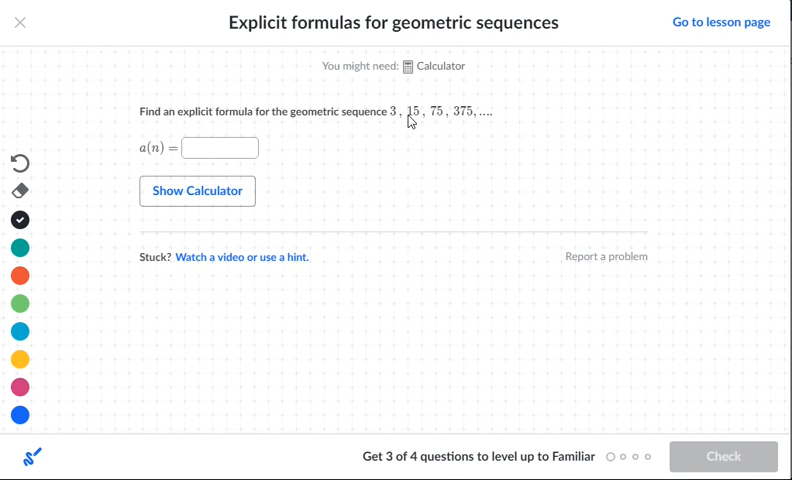 Explicit formulas for geometric sequences
Go to lesson page
You might need: Calculator
Find an explicit formula for the geometric sequence 3 , 15 , 75 , 375, ....
a(n) =
Show Calculator
Stuck? Watch a video or use a hint.
Report a problem
Get 3 of 4 questions to level up to Familiar
Check